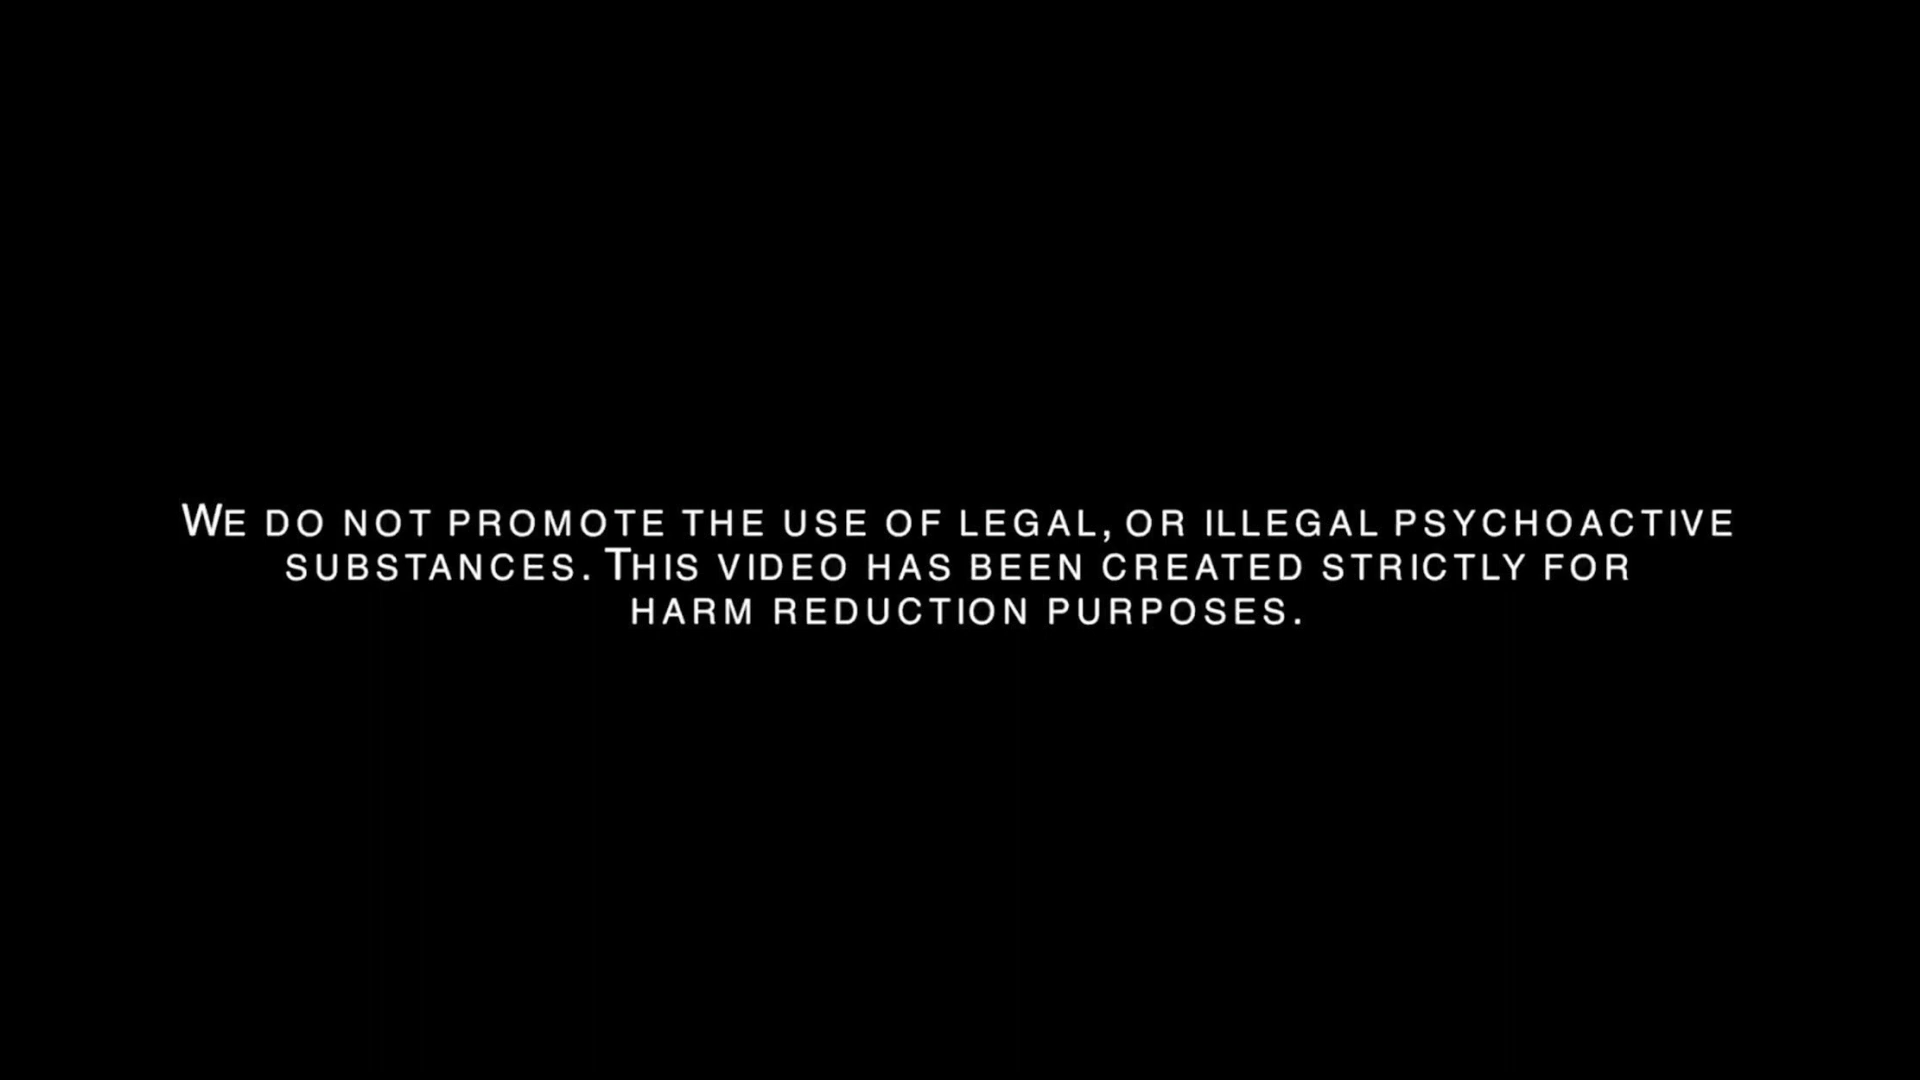 We do not promote the use of legal, or illegal psychoactive
substances. This video has been created strictly for
harm reduction purposes.